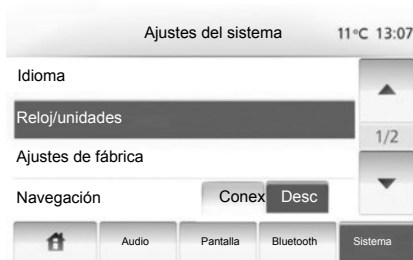 Ajustes del sistema 11°C 13:07
Idioma
Reloj/unidades
1/2
Ajustes de fábrica
Navegación Conex Desc
Audio Pantalla Bluetooth Sistema